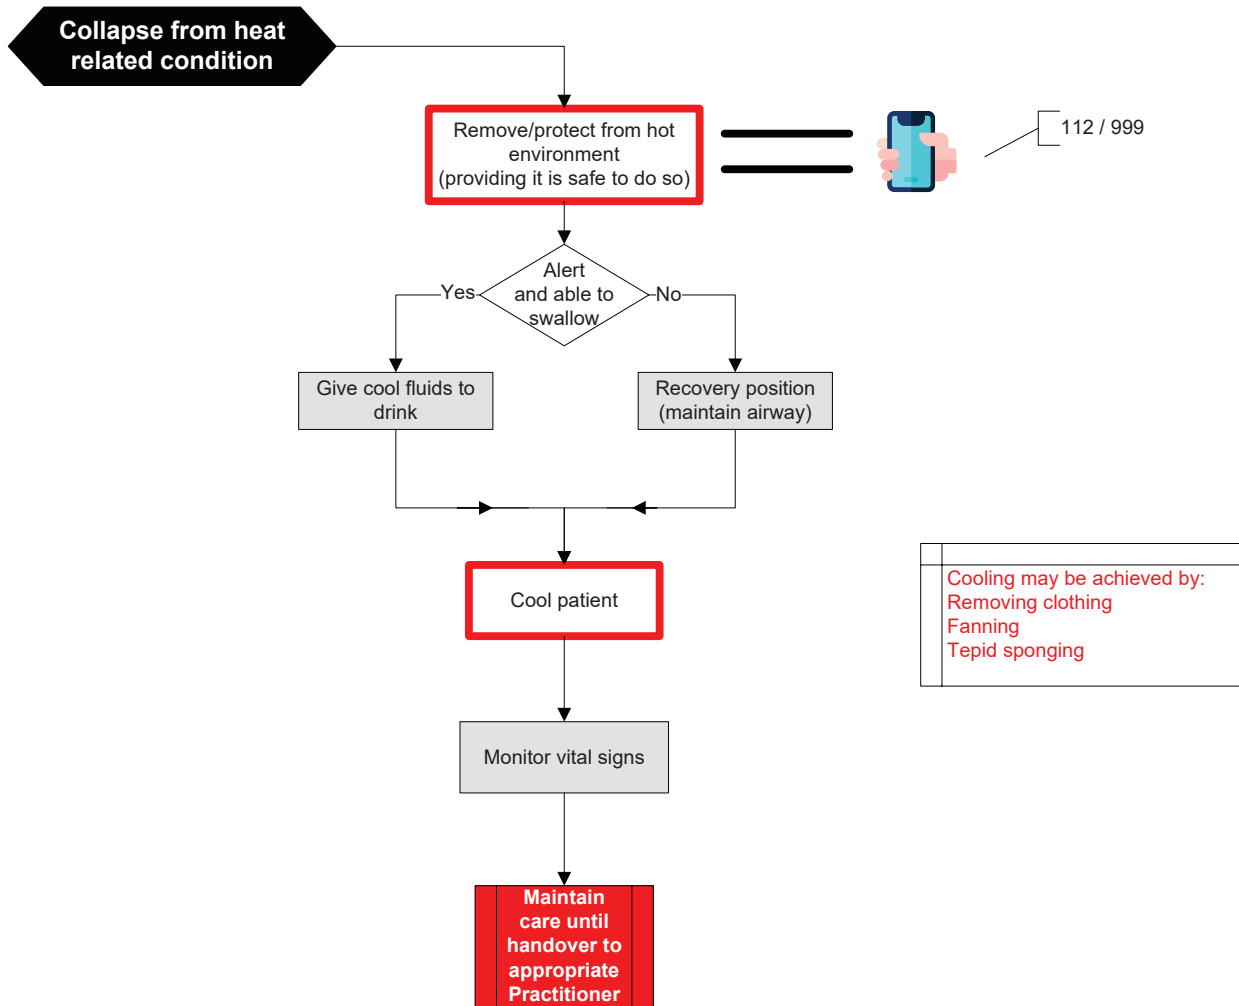 Collapse from heat
related condition
Remove/protect from hot
environment
(providing it is safe to do so)
112 / 999
Alert
and able to
swallow
Yes
No
Give cool fluids to
drink
Recovery position
(maintain airway)
Cool patient
Cooling may be achieved by:
Removing clothing
Fanning
Tepid sponging
Monitor vital signs
Maintain
care until
handover to
appropriate
Practitioner